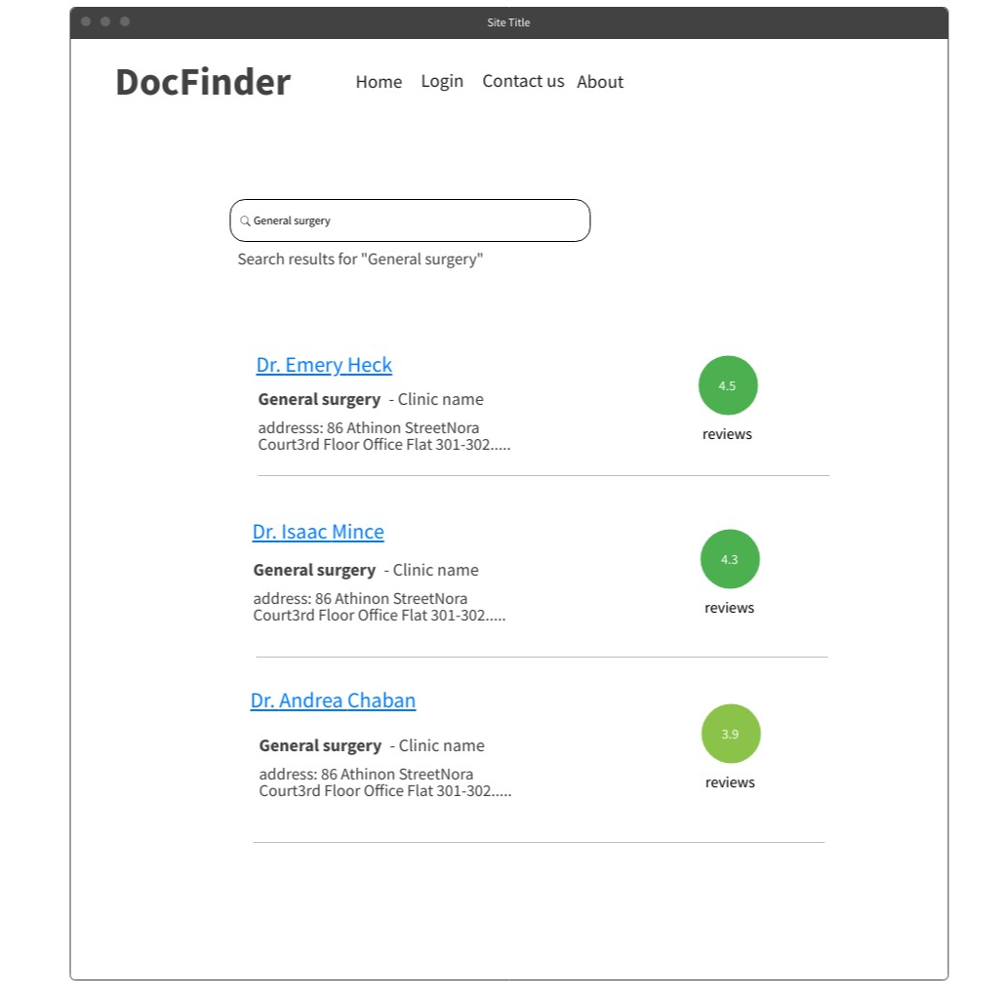 Site Title
DocFinder
Home Login Contact us About
General surgery
Search results for "General surgery"
Dr. Emery Heck
General surgery - Clinic name
addresss: 86 Athinon StreetNora
Court3rd Floor Office Flat 301-302.....
4.5
reviews
Dr. Isaac Mince
General surgery - Clinic name
address: 86 Athinon StreetNora
Court3rd Floor Office Flat 301-302.....
4.3
reviews
Dr. Andrea Chaban
General surgery - Clinic name
address: 86 Athinon StreetNora
Court3rd Floor Office Flat 301-302.....
3.9
reviews